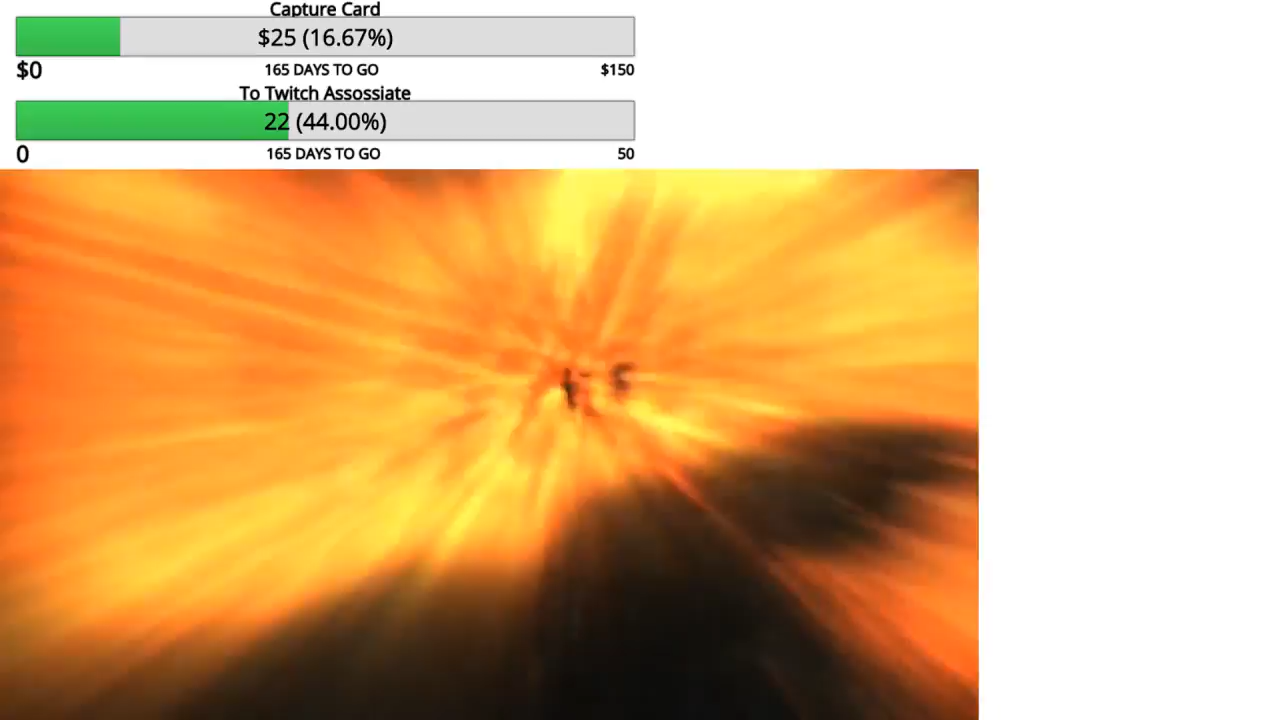 Capture Card
$25 (16.67%)
$0 165 DAYS TO GO $150
To Twitch Assossiate
22 (44.00%)
0 165 DAYS TO GO 50